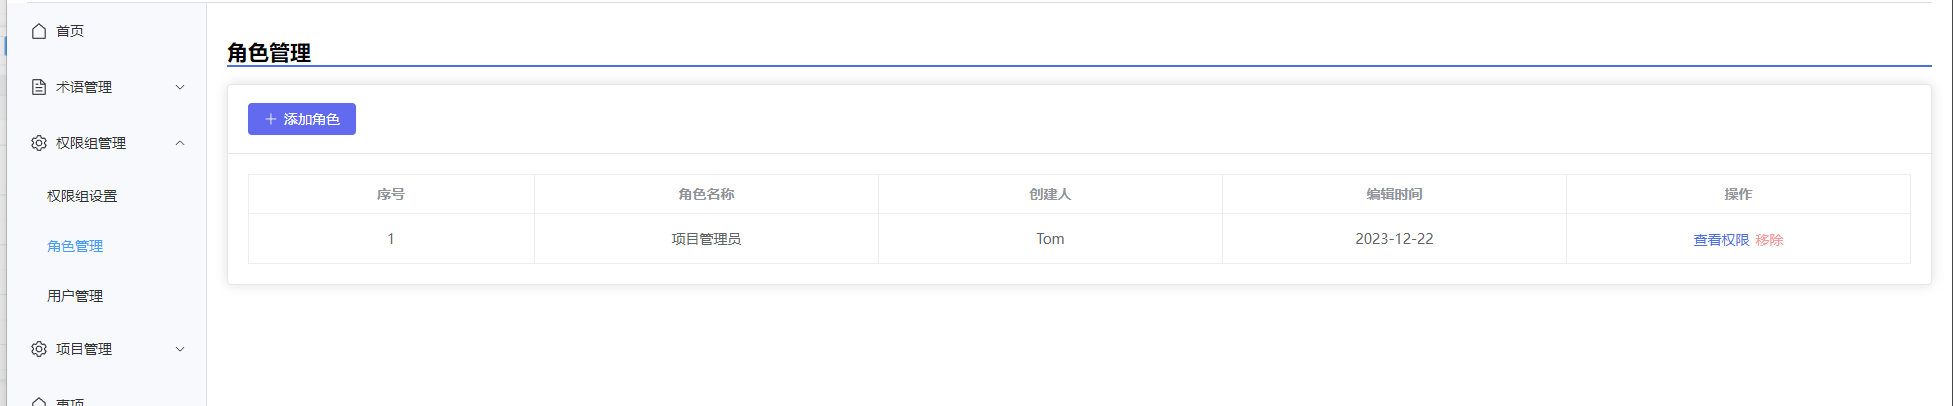 首页
术语管理
权限组管理
权限组设置
角色管理
用户管理
项目管理
事项
角色管理
添加角色
序号 角色名称 创建人 编辑时间 操作
1 项目管理员 Tom 2023-12-22 查看权限 移除